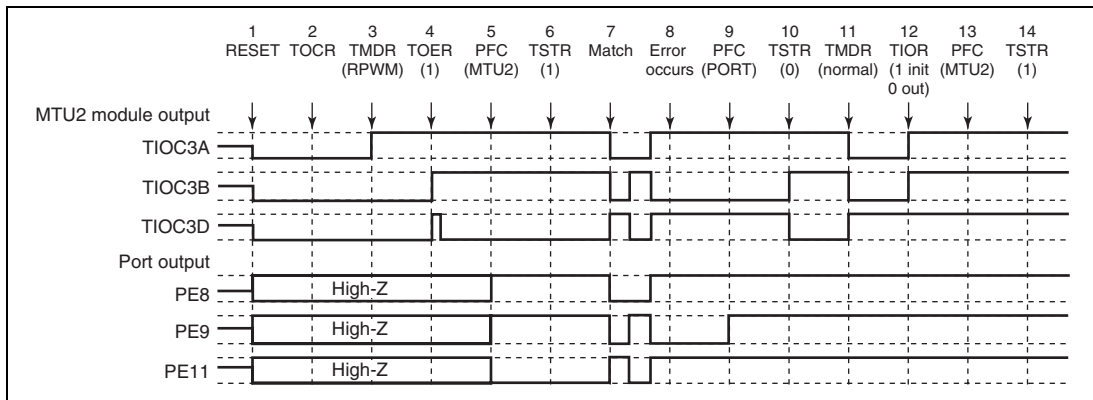 1 2 3 4 5 6 7 8 9 10 11 12 13 14
RESET TOCR TMDR TOER PFC TSTR Match Error PFC TSTR TMDR TIOR PFC TSTR
(RPWM) (1) (MTU2) (1) occurs (PORT) (0) (normal) (1 init (MTU2) (1)
0 out)
MTU2 module output
TIOC3A
TIOC3B
TIOC3D
Port output
PE8 High-Z
PE9 High-Z
PE11 High-Z